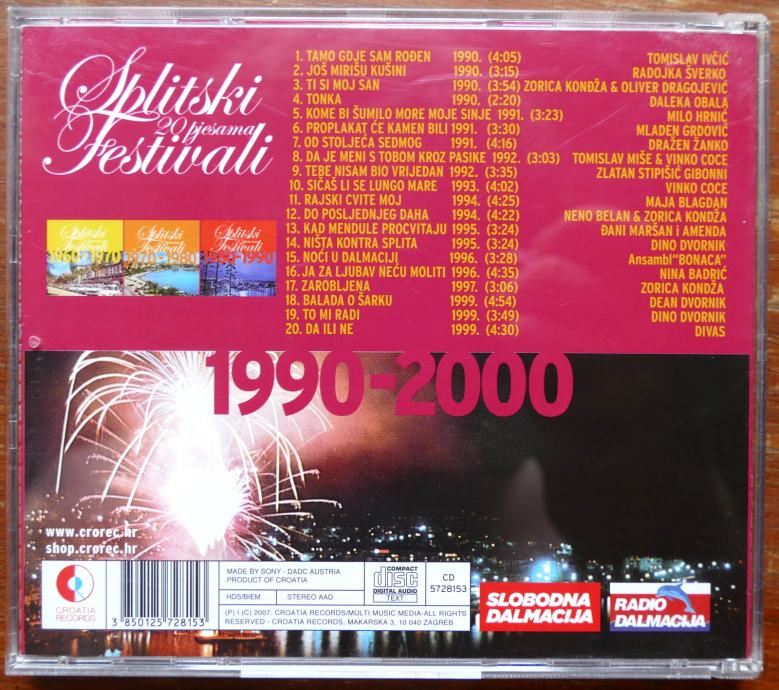 Splitski
20 pjesama
Festivali
1. TAMO GDJE SAM ROĐEN 1990. (4:05) TOMISLAV IVČIĆ
2. JOŠ MIRIŠU KUŠINI 1990. (3:15) RADOJKA ŠVERKO
3. TI SI MOJ SAN 1990. (3:54) ZORICA KONDŽA & OLIVER DRAGOJEVIĆ
4. TONKA 1990. (2:20) DALEKA OBALA
5. KOME BI ŠUMILO MORE MOJE SINJE 1991. (3:23) MILO HRNIĆ
6. PROPLAKAT ĆE KAMEN BILI 1991. (3:30) MLADEN GRDOVIĆ
7. OD STOLJEĆA SEDMOG 1991. (4:16) DRAŽEN ŽANKO
8. DA JE MENI S TOBOM KROZ PASIKE 1992. (3:03) TOMISLAV MIŠE & VINKO COCE
9. TEBE NISAM BIO VRIJEDAN 1992. (3:35) ZLATAN STIPIŠIĆ GIBONNI
10. SIČAŠ LI SE LUNGO MARE 1993. (4:02) VINKO COCE
11. RAJSKI CVITE MOJ 1994. (4:25) MAJA BLAGDAN
12. DO POSLJEDNJEG DAHA 1994. (4:22) NENO BELAN & ZORICA KONDŽA
13. KAD MENDULE PROCVITAJU 1995. (3:24) ĐANI MARŠAN i AMENDA
14. NIŠTA KONTRA SPLITA 1995. (3:24) DINO DVORNIK
15. NOĆI U DALMACIJI 1996. (3:28) Ansambl"BONACA"
16. JA ZA LJUBAV NEĆU MOLITI 1996. (4:35) NINA BADRIĆ
17. ZAROBLJENA 1997. (3:06) ZORICA KONDŽA
18. BALADA O ŠARKU 1999. (4:54) DEAN DVORNIK
19. TO MI RADI 1999. (3:49) DINO DVORNIK
20. DA ILI NE 1999. (4:30) DIVAS
Splitski Festivali 1960-1970
Splitski Festivali 1970-1980
Splitski Festivali 1980-1990
1990-2000
www.crorec.hr
shop.crorec.hr
CROATIA
RECORDS
3 850125 728153
MADE BY SONY - DADC AUSTRIA
PRODUCT OF CROATIA
HDS/BIEM STEREO AAD
COMPACT
disc
DIGITAL AUDIO
TEXT
CD
5728153
(P) I (C) 2007. CROATIA RECORDS/MULTI MUSIC MEDIA-ALL RIGHTS
RESERVED - CROATIA RECORDS, MAKARSKA 3, 10 040 ZAGREB
SLOBODNA
DALMACIJA
RADIO
DALMACIJA